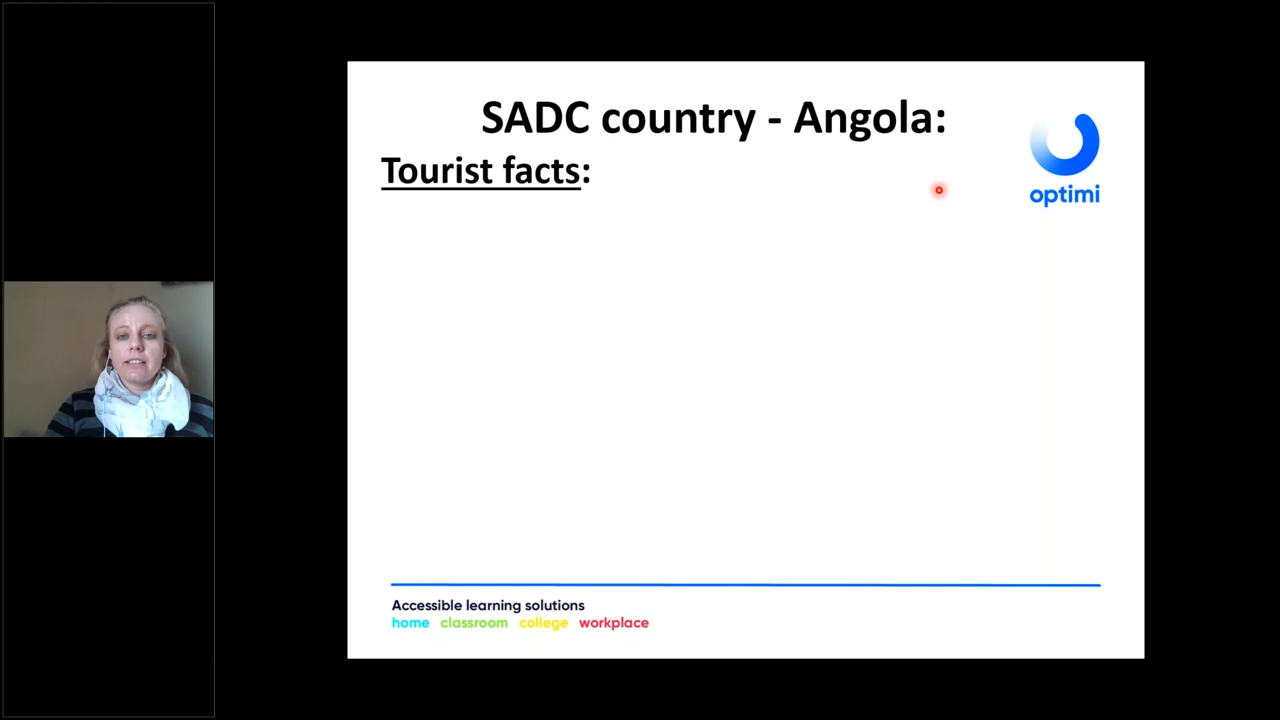 SADC country - Angola:
Tourist facts:
optimi
Accessible learning solutions
home classroom college workplace